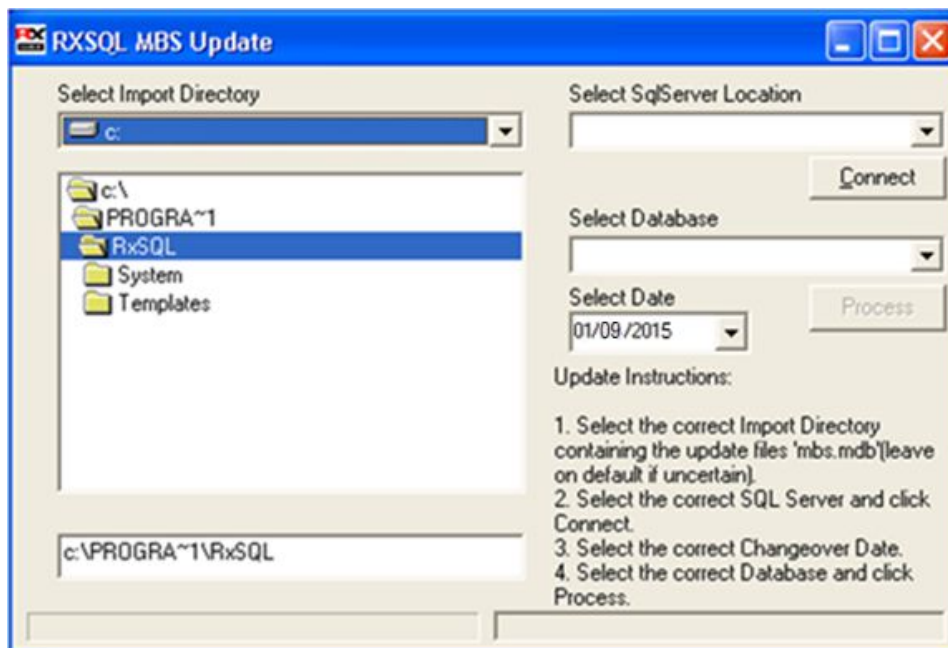 RXSQL MBS Update
Select Import Directory
c:
c:\
PROGRA~1
RxSQL
System
Templates
c:\PROGRA~1\RxSQL
Select SqlServer Location
Connect
Select Database
Select Date
Process
01/09/2015
Update Instructions:
1. Select the correct Import Directory
containing the update files 'mbs.mdb'(leave
on default if uncertain).
2. Select the correct SQL Server and click
Connect.
3. Select the correct Changeover Date.
4. Select the correct Database and click
Process.